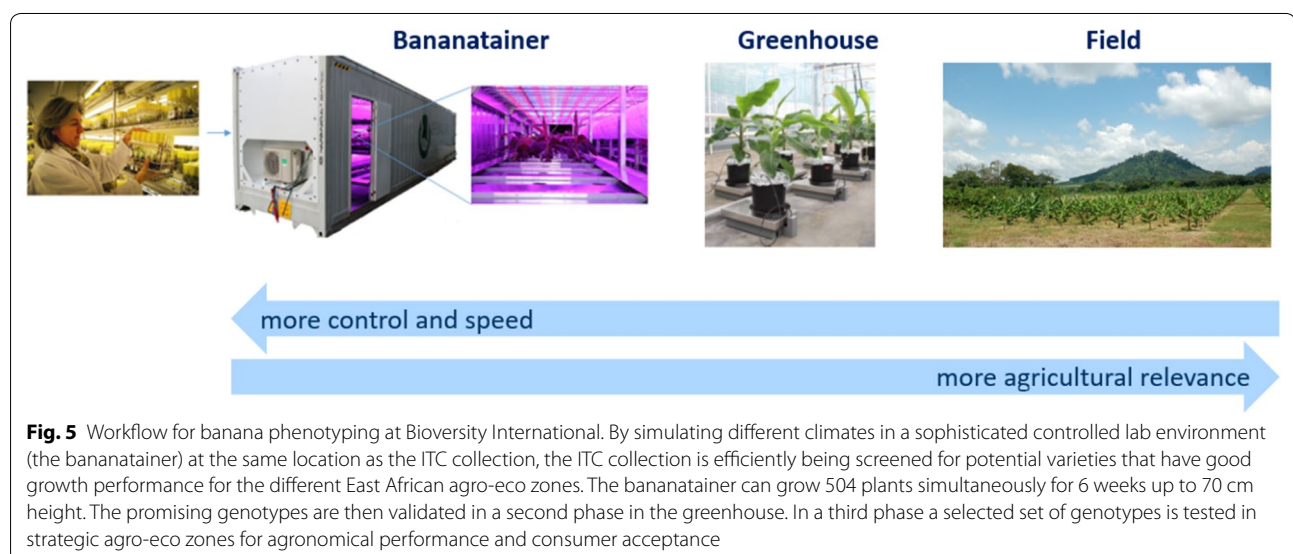 Bananatainer
Greenhouse
Field
more control and speed
more agricultural relevance
Fig. 5 Workflow for banana phenotyping at Bioversity International. By simulating different climates in a sophisticated controlled lab environment
(the bananatainer) at the same location as the ITC collection, the ITC collection is efficiently being screened for potential varieties that have good
growth performance for the different East African agro-eco zones. The bananatainer can grow 504 plants simultaneously for 6 weeks up to 70 cm
height. The promising genotypes are then validated in a second phase in the greenhouse. In a third phase a selected set of genotypes is tested in
strategic agro-eco zones for agronomical performance and consumer acceptance